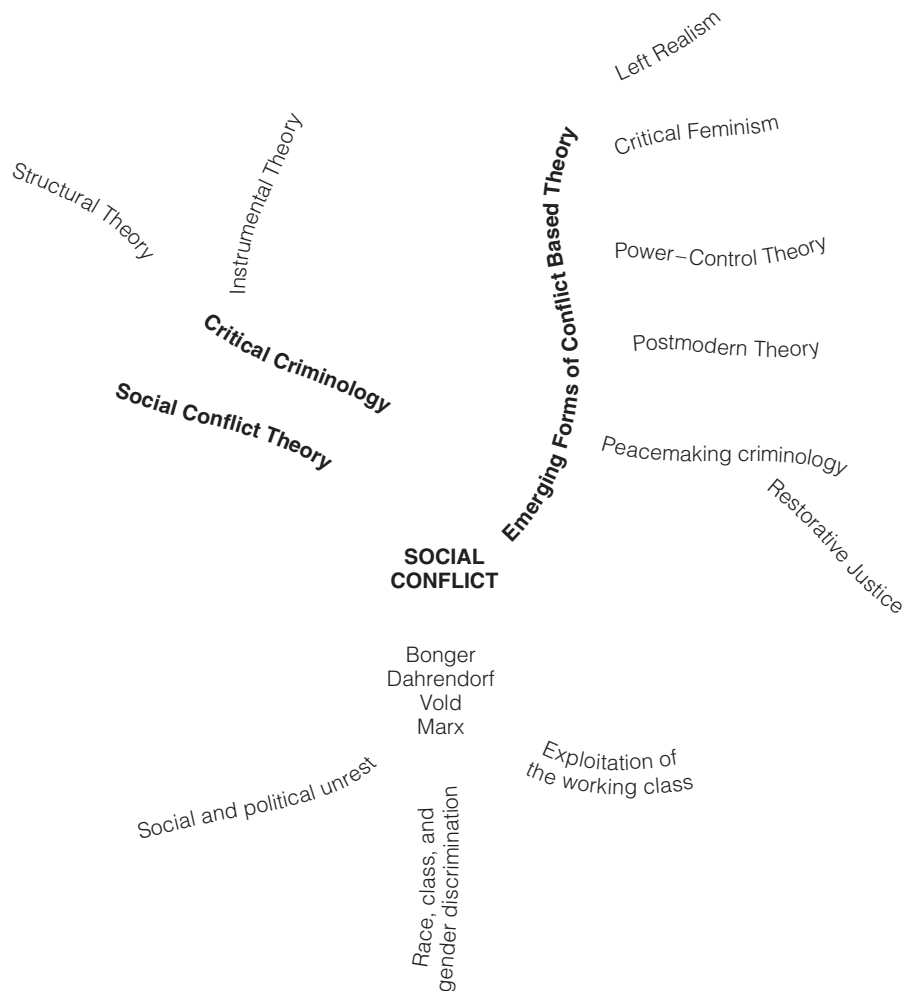 Left Realism
Critical Feminism
Power–Control Theory
Postmodern Theory
Peacemaking criminology
Restorative Justice
Emerging Forms of Conflict Based Theory
Structural Theory
Instrumental Theory
Critical Criminology
Social Conflict Theory
SOCIAL
CONFLICT
Bonger
Dahrendorf
Vold
Marx
Social and political unrest
Race, class, and
gender discrimination
Exploitation of
the working class